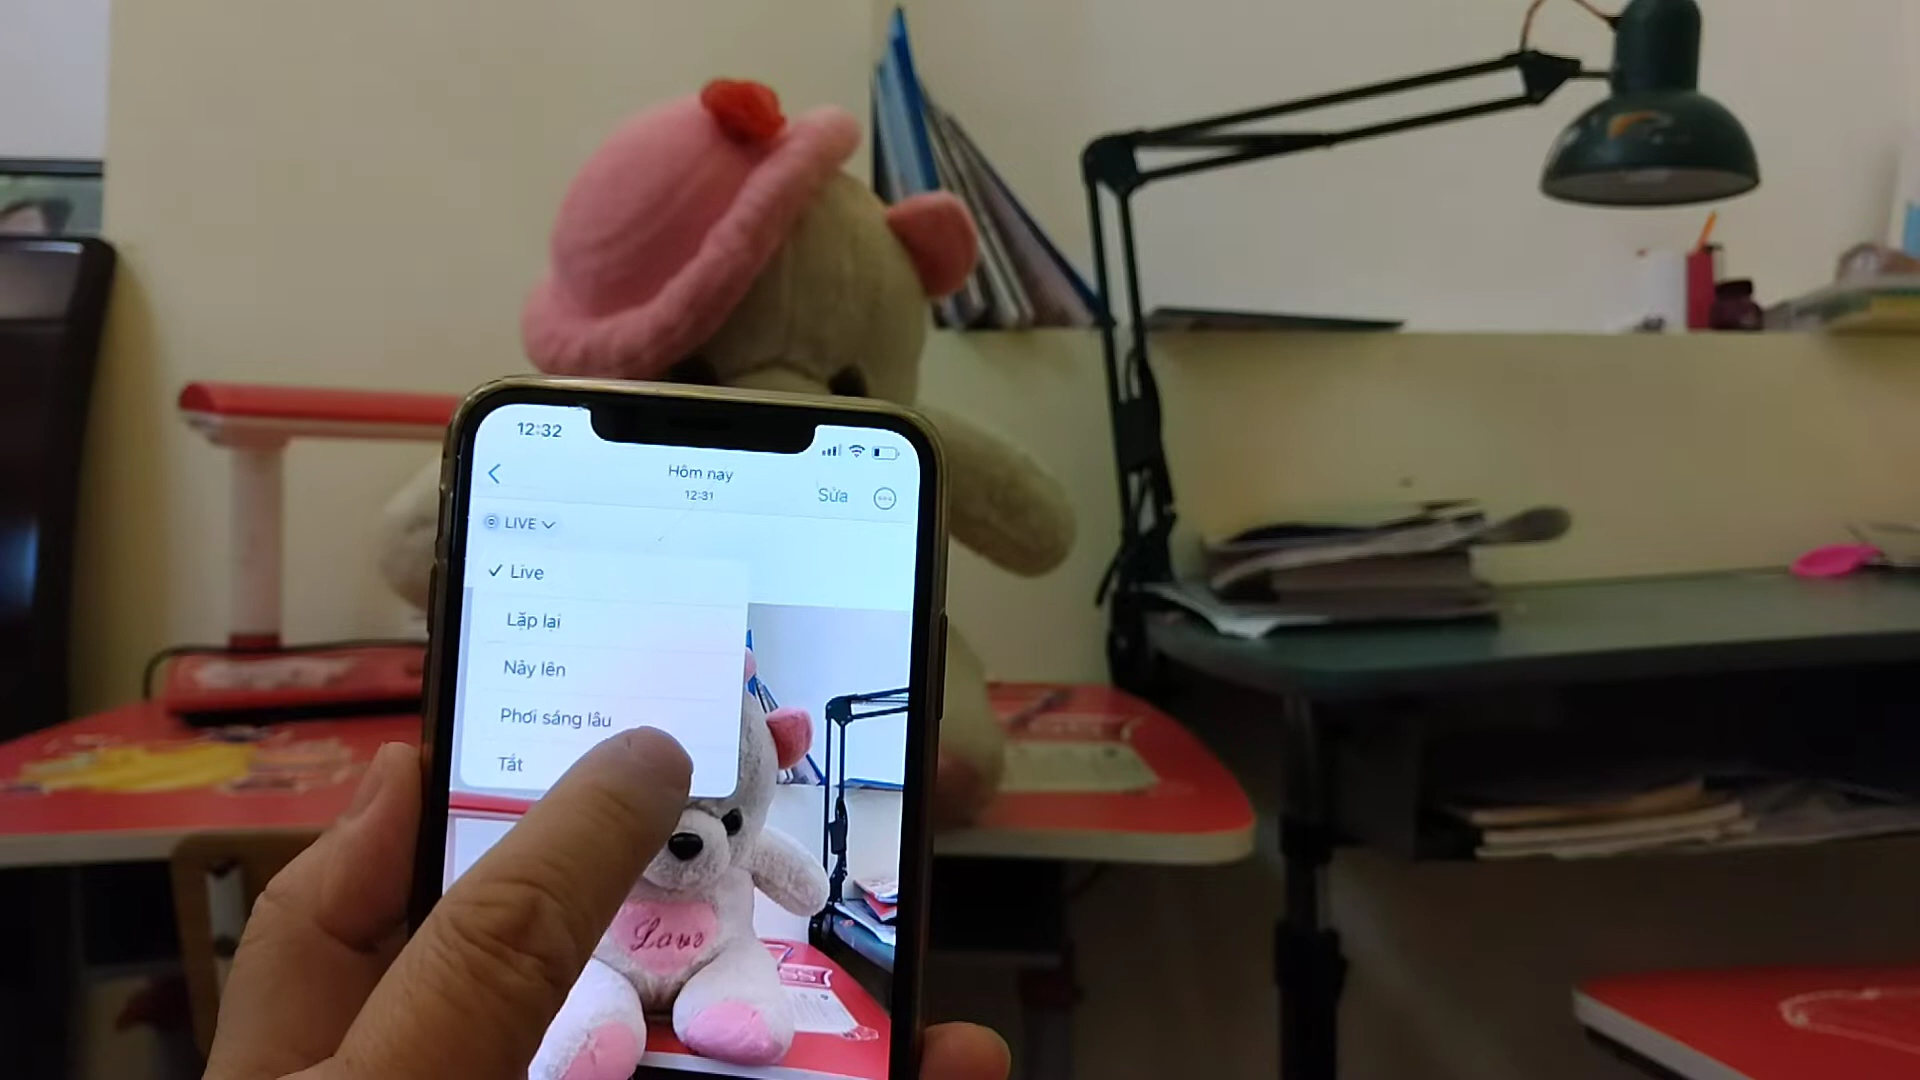 12:32
Hôm nay
12:31
Sửa
LIVE
Live
Lặp lại
Nảy lên
Phơi sáng lâu
Tắt
Love